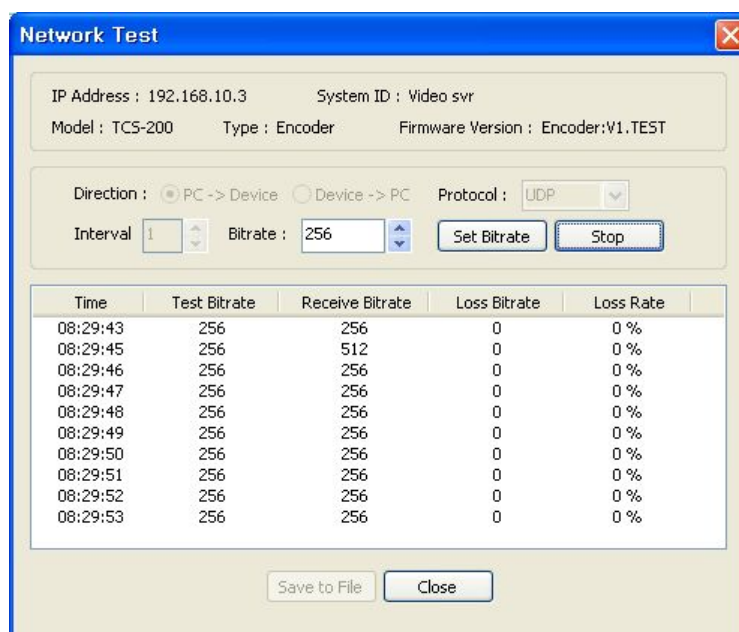 Network Test
IP Address : 192.168.10.3 System ID : Video svr
Model : TCS-200 Type : Encoder Firmware Version : Encoder:V1.TEST
Direction : PC -> Device Device -> PC Protocol : UDP
Interval 1 Bitrate : 256 Set Bitrate Stop
Time Test Bitrate Receive Bitrate Loss Bitrate Loss Rate
08:29:43 256 256 0 0 %
08:29:45 256 512 0 0 %
08:29:46 256 256 0 0 %
08:29:47 256 256 0 0 %
08:29:48 256 256 0 0 %
08:29:49 256 256 0 0 %
08:29:50 256 256 0 0 %
08:29:51 256 256 0 0 %
08:29:52 256 256 0 0 %
08:29:53 256 256 0 0 %
Save to File Close